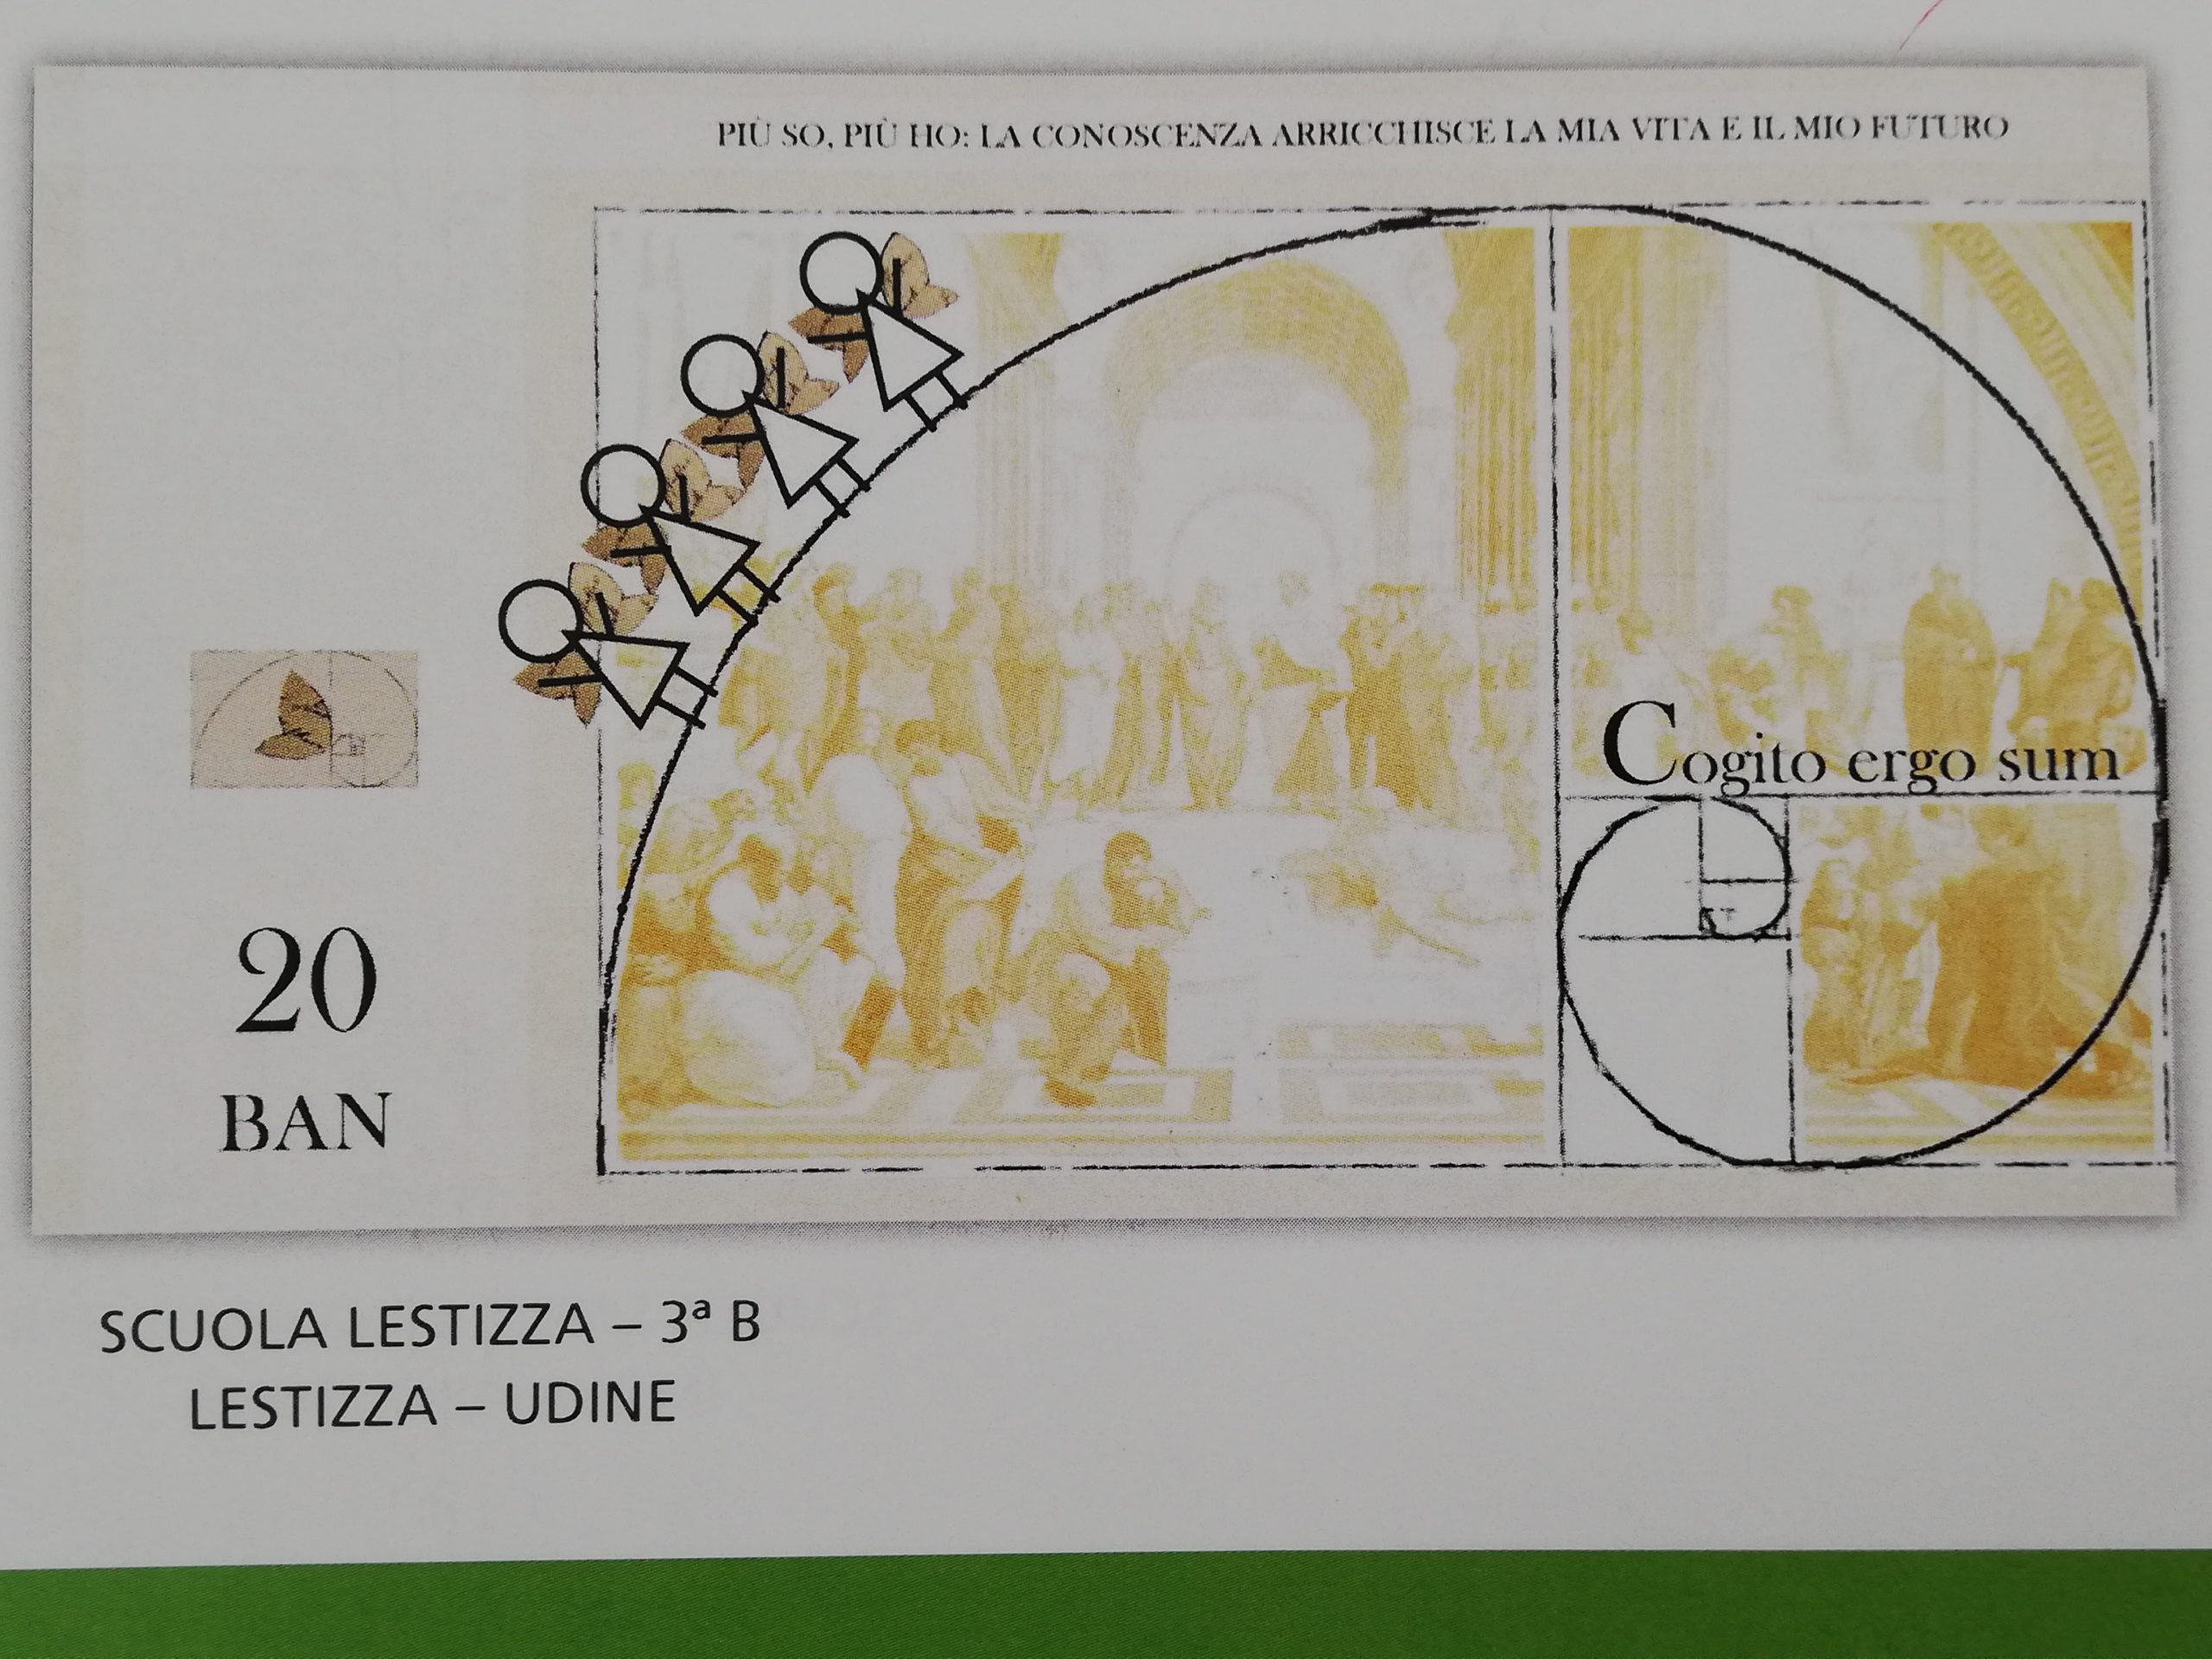 PIÙ SO, PIÙ HO: LA CONOSCENZA ARRICCHISCE LA MIA VITA E IL MIO FUTURO
Cogito ergo sum
20
BAN
SCUOLA LESTIZZA – 3ª B
LESTIZZA – UDINE